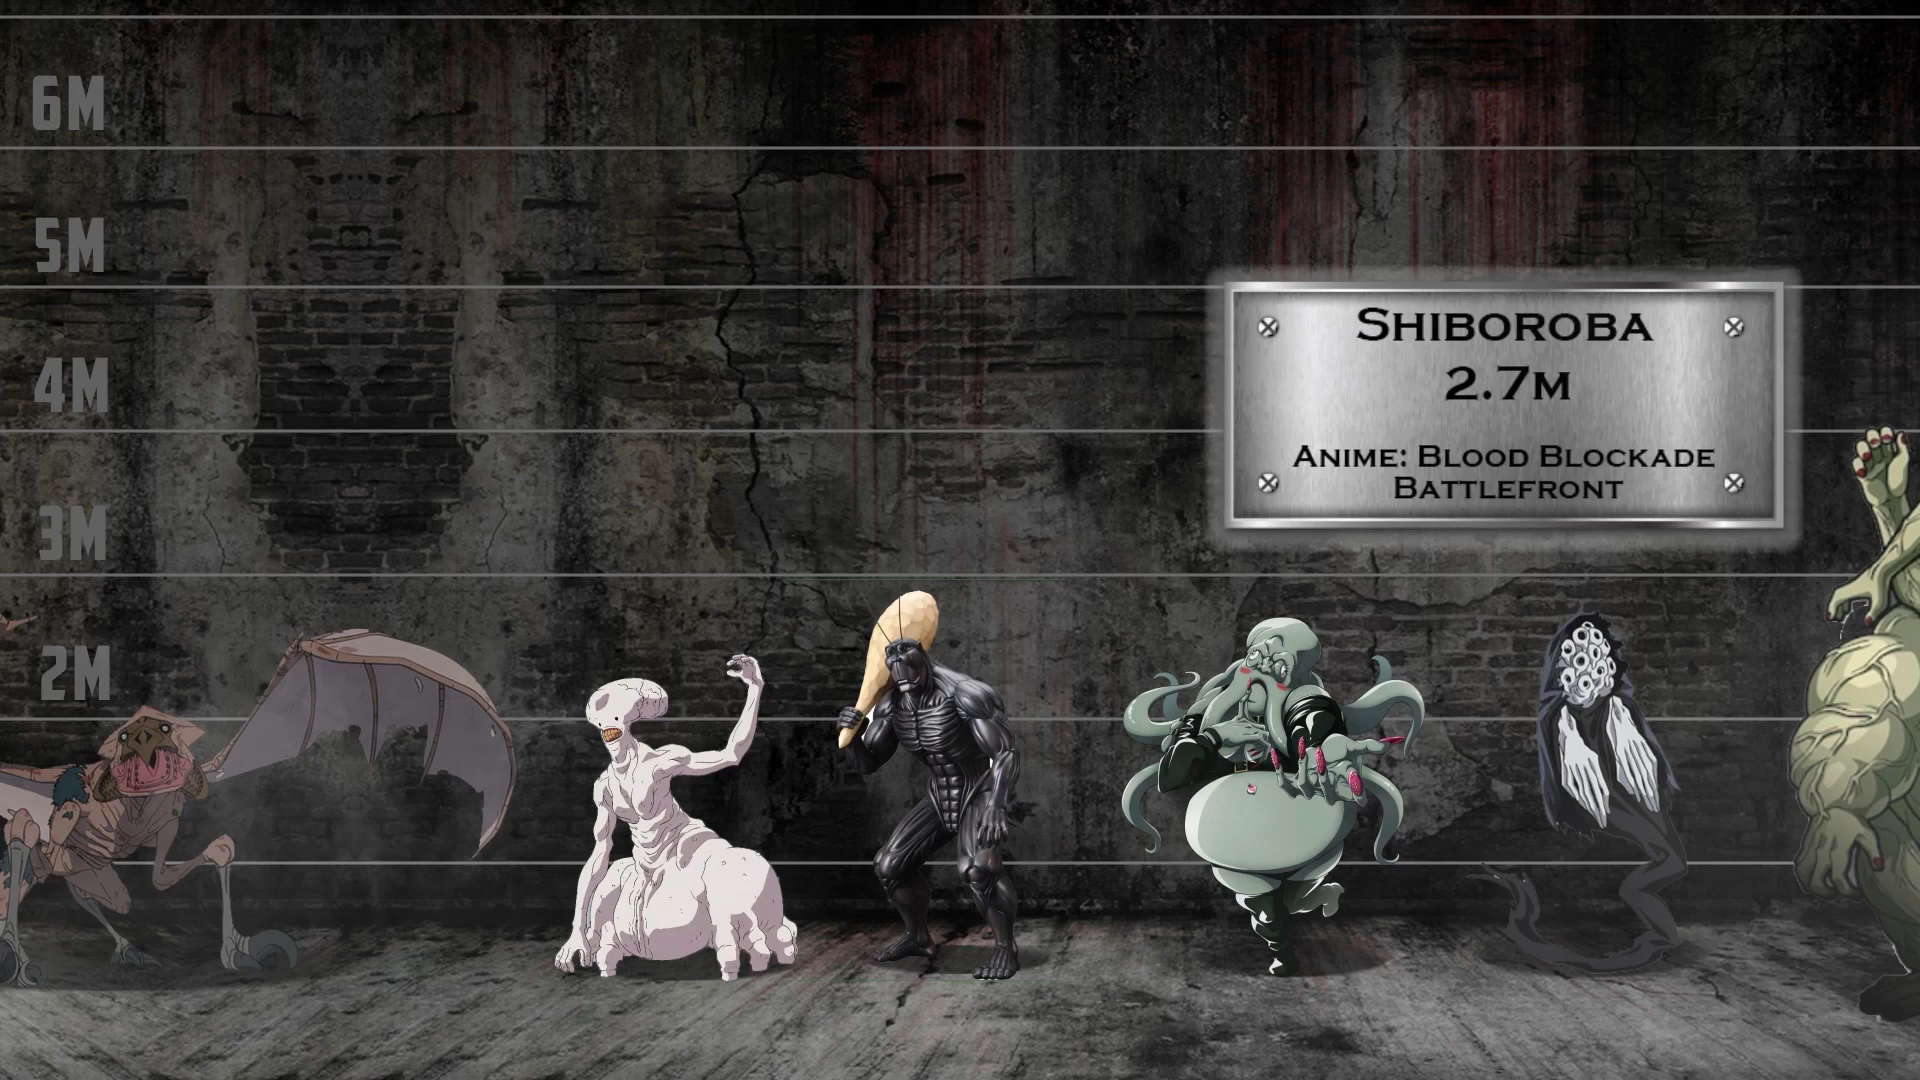 6M
5M
4M
3M
2M
SHIBOROBA
2.7M
ANIME: BLOOD BLOCKADE
BATTLEFRONT